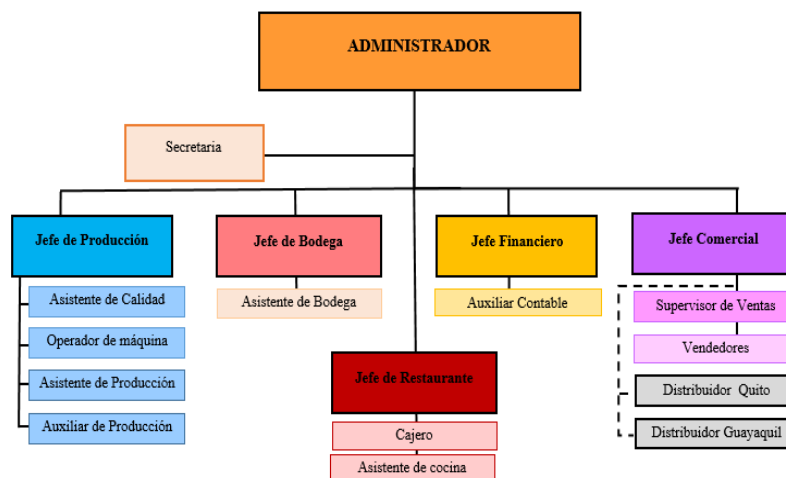 ADMINISTRADOR
Secretaria
Jefe de Producción
Jefe de Bodega
Jefe Financiero
Jefe Comercial
Asistente de Calidad
Operador de máquina
Asistente de Producción
Auxiliar de Producción
Asistente de Bodega
Auxiliar Contable
Supervisor de Ventas
Vendedores
Distribuidor Quito
Distribuidor Guayaquil
Jefe de Restaurante
Cajero
Asistente de cocina